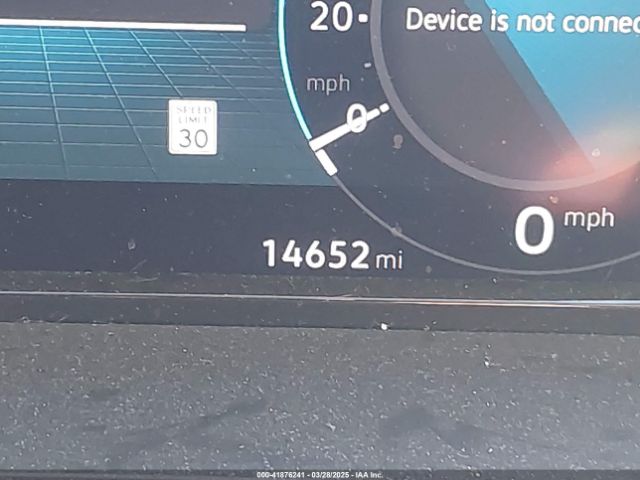 20
Device is not connec
mph
SPEED
LIMIT
30
0
0 mph
14652 mi
000-41876241 - 03/28/2025 - IAA Inc.